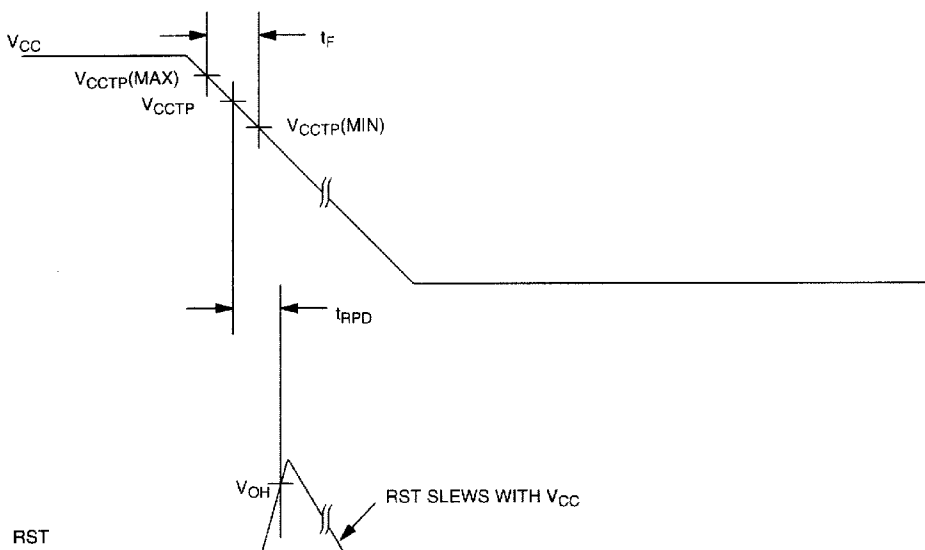 t_F
V_CC
V_CCTP(MAX)
V_CCTP
V_CCTP(MIN)
t_RPD
V_OH
RST SLEWS WITH V_CC
RST